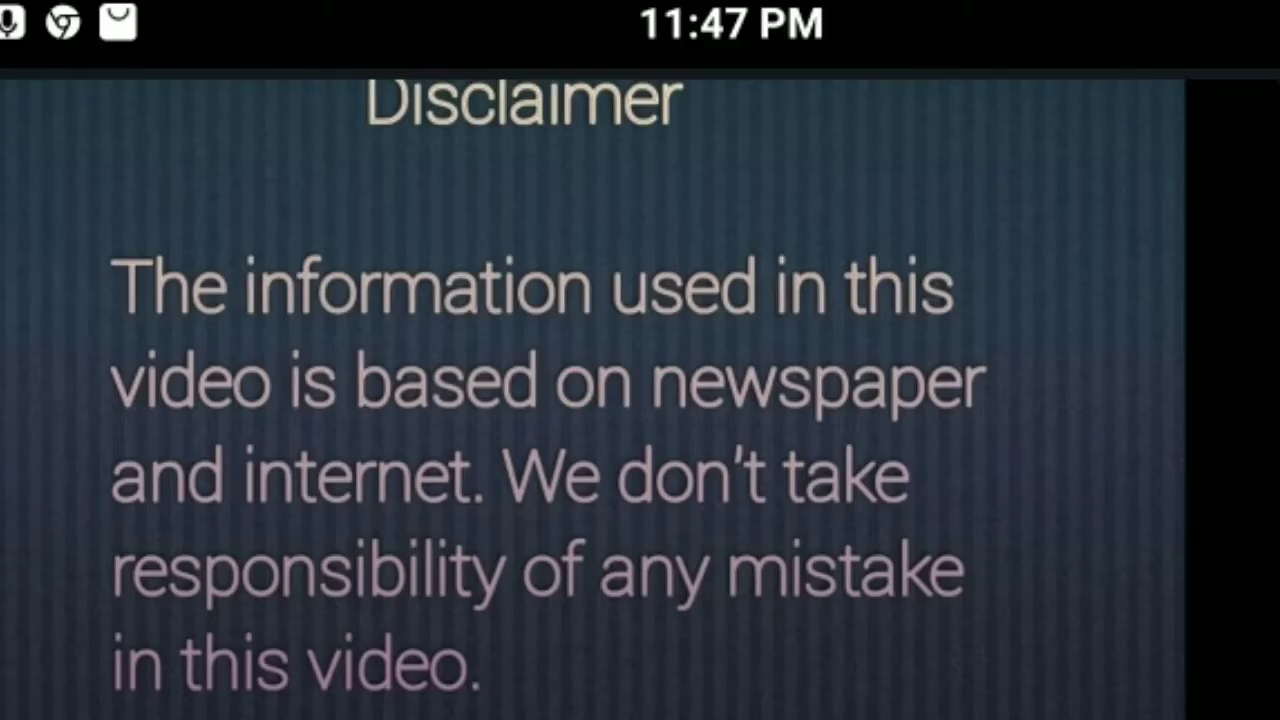 11:47 PM
Disclaimer
The information used in this
video is based on newspaper
and internet. We don't take
responsibility of any mistake
in this video.